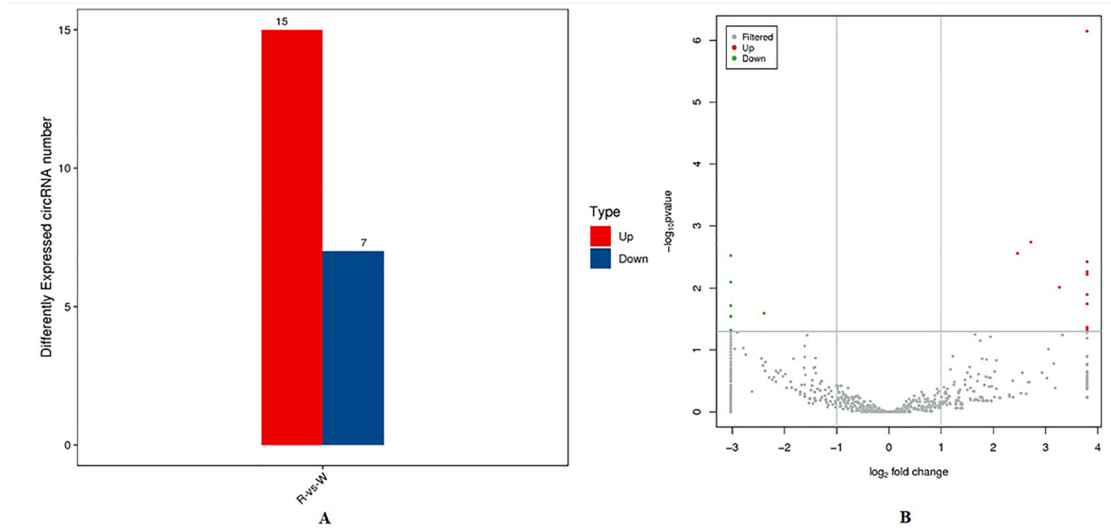 15
7
15
10
5
0
Differently Expressed circRNA number
R-vs-W
Type
Up
Down
A
Filtered
Up
Down
6
5
4
3
2
1
0
−log10pvalue
−3 −2 −1 0 1 2 3 4
log2 fold change
B